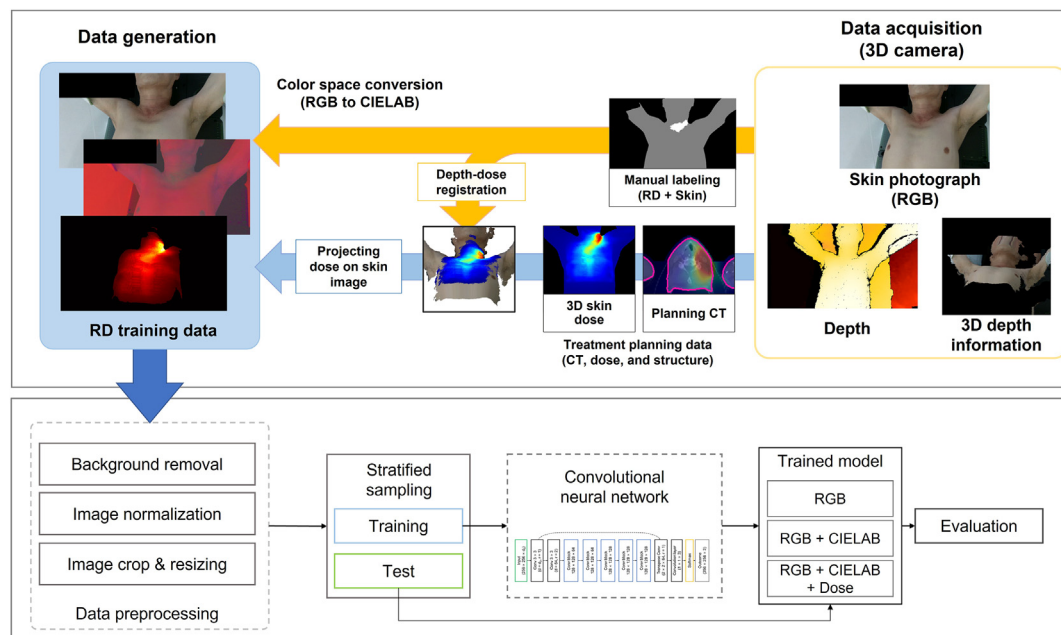 Data generation
RD training data
Color space conversion
(RGB to CIELAB)
Depth-dose
registration
Projecting
dose on skin
image
Manual labeling
(RD + Skin)
3D skin
dose
Planning CT
Treatment planning data
(CT, dose, and structure)
Data acquisition
(3D camera)
Skin photograph
(RGB)
Depth
3D depth
information
Background removal
Image normalization
Image crop & resizing
Data preprocessing
Stratified
sampling
Training
Test
Convolutional
neural network
Trained model
RGB
RGB + CIELAB
RGB + CIELAB
+ Dose
Evaluation